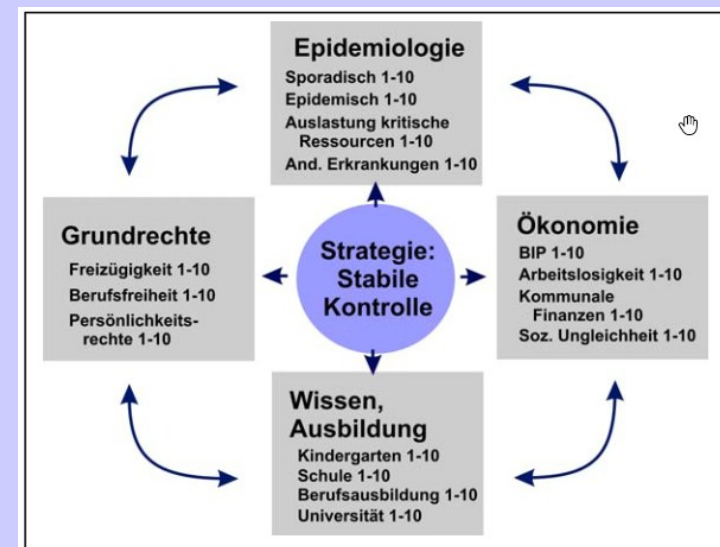 Epidemiologie
Sporadisch 1-10
Epidemisch 1-10
Auslastung kritische
Ressourcen 1-10
And. Erkrankungen 1-10
Grundrechte
Freizügigkeit 1-10
Berufsfreiheit 1-10
Persönlichkeits-
rechte 1-10
Strategie:
Stabile
Kontrolle
Ökonomie
BIP 1-10
Arbeitslosigkeit 1-10
Kommunale
Finanzen 1-10
Soz. Ungleichheit 1-10
Wissen,
Ausbildung
Kindergarten 1-10
Schule 1-10
Berufsausbildung 1-10
Universität 1-10